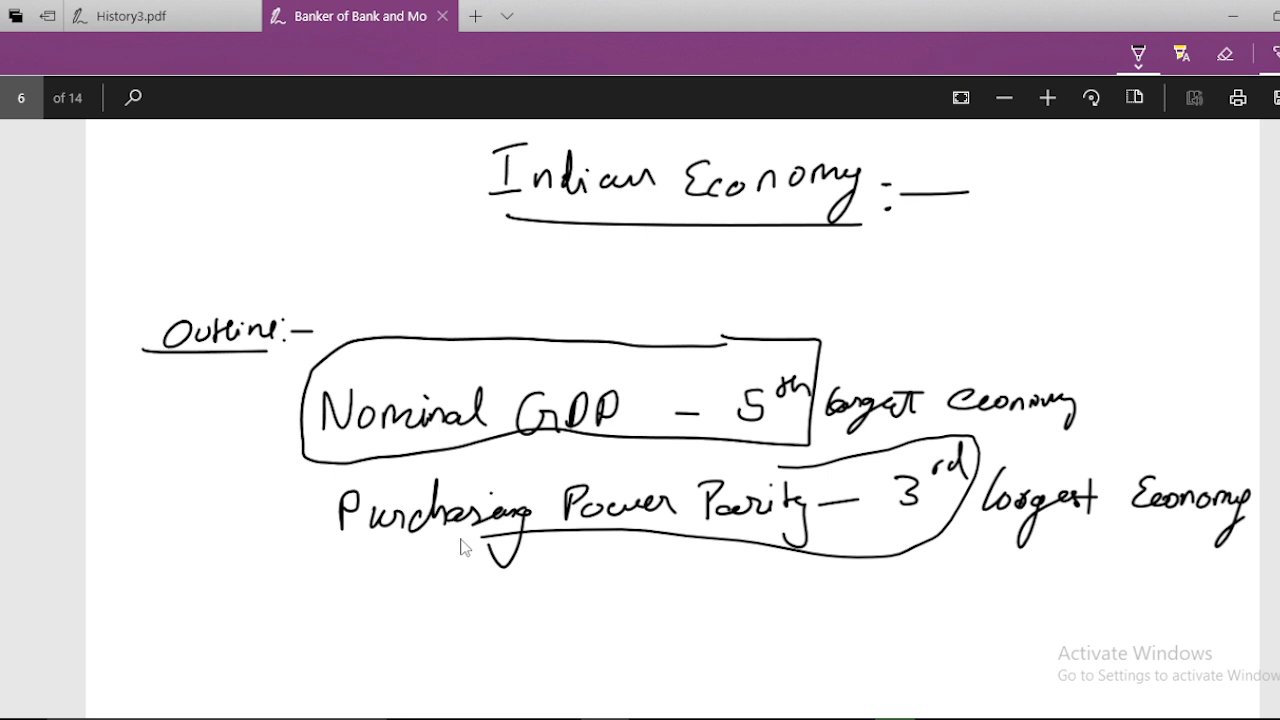 History3.pdf
Banker of Bank and Mo
6 of 14
Indian Economy :—
Outline:-
Nominal GDP - 5th largest economy
Purchasing Power Parity - 3rd largest Economy
Activate Windows
Go to Settings to activate Window